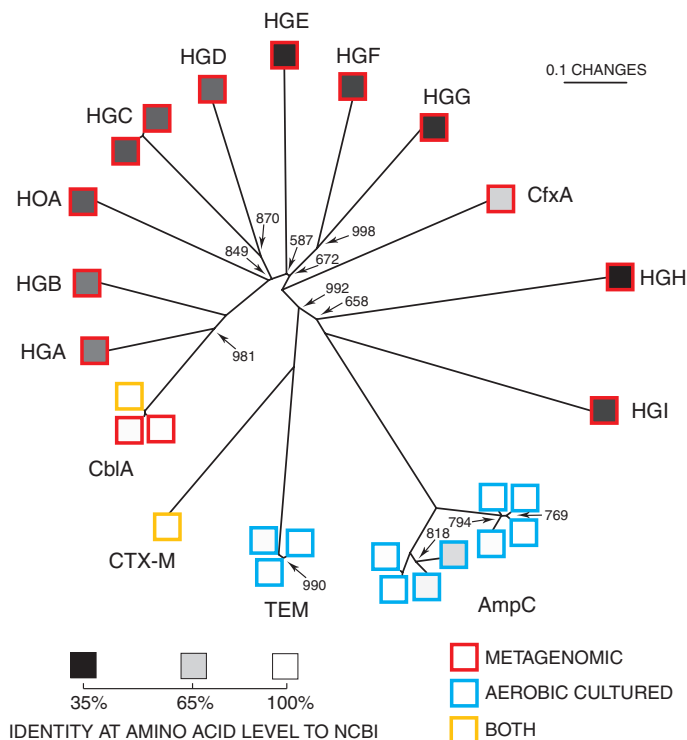 HGE
HGD
HGF
0.1 CHANGES
HGC
HGG
HOA
CfxA
870
998
587
849
672
HGB
992
658
HGH
HGA
981
HGI
CblA
794
769
818
CTX-M
990
TEM
AmpC
METAGENOMIC
35%
65%
100%
AEROBIC CULTURED
IDENTITY AT AMINO ACID LEVEL TO NCBI
BOTH